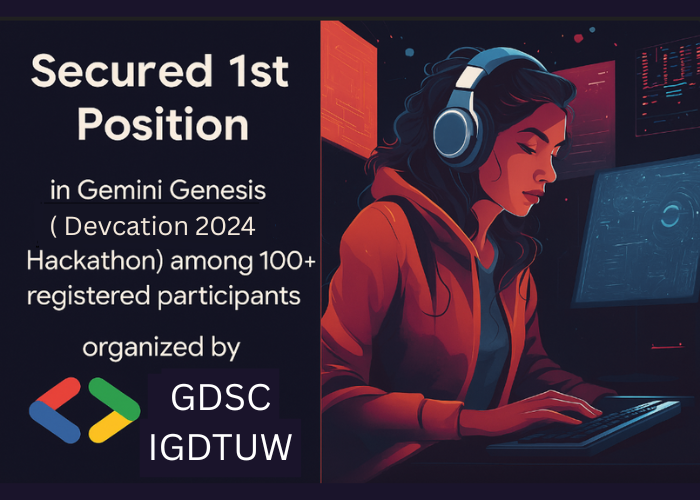 Secured 1st
Position
in Gemini Genesis
( Devcation 2024
Hackathon) among 100+
registered participants
organized by
GDSC
IGDTUW